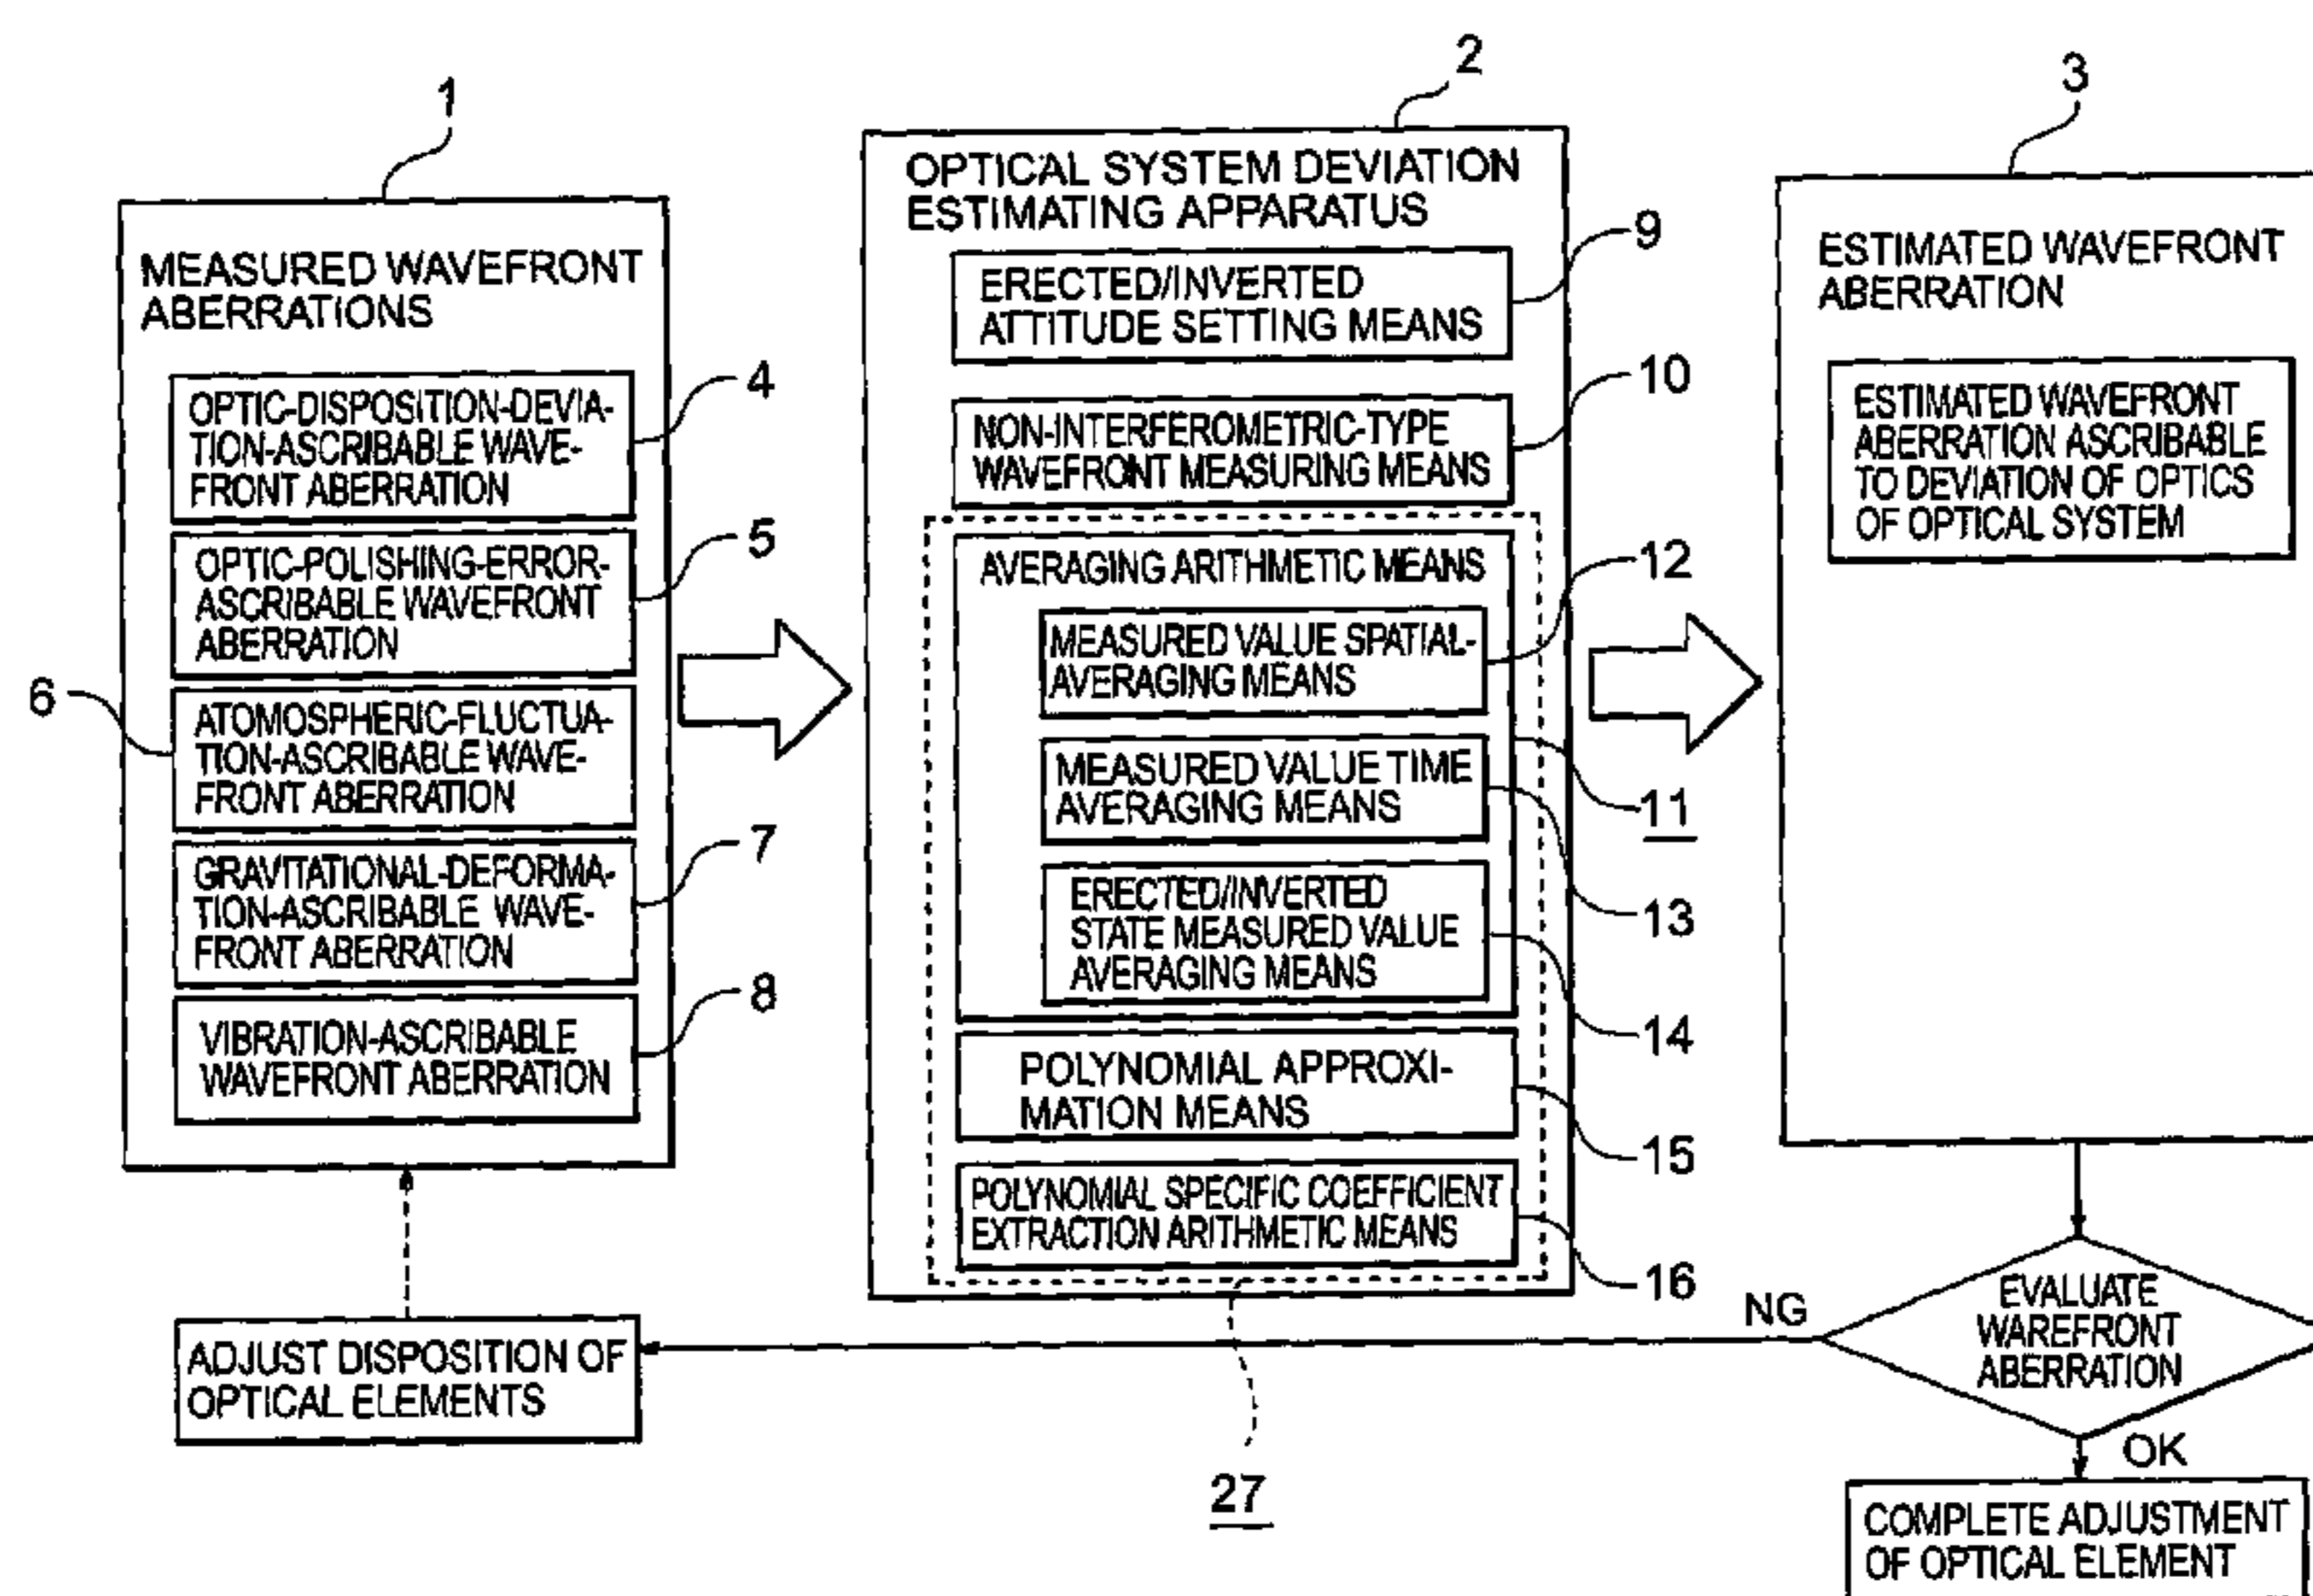 1
MEASURED WAVEFRONT
ABERRATIONS
OPTIC-DISPOSITION-DEVIA-
TION-ASCRIBABLE WAVE-
FRONT ABERRATION
4
OPTIC-POLISHING-ERROR-
ASCRIBABLE WAVEFRONT
ABERRATION
5
6
ATOMOSPHERIC-FLUCTUA-
TION-ASCRIBABLE WAVE-
FRONT ABERRATION
GRAVITATIONAL-DEFORMA-
TION-ASCRIBABLE WAVE-
FRONT ABERRATION
7
VIBRATION-ASCRIBABLE
WAVEFRONT ABERRATION
8
ADJUST DISPOSITION OF
OPTICAL ELEMENTS
2
OPTICAL SYSTEM DEVIATION
ESTIMATING APPARATUS
ERECTED/INVERTED
ATTITUDE SETTING MEANS
9
NON-INTERFEROMETRIC-TYPE
WAVEFRONT MEASURING MEANS
10
AVERAGING ARITHMETIC MEANS
MEASURED VALUE SPATIAL-
AVERAGING MEANS
12
MEASURED VALUE TIME
AVERAGING MEANS
11
13
ERECTED/INVERTED
STATE MEASURED VALUE
AVERAGING MEANS
14
POLYNOMIAL APPROXI-
MATION MEANS
15
POLYNOMIAL SPECIFIC COEFFICIENT
EXTRACTION ARITHMETIC MEANS
16
27
3
ESTIMATED WAVEFRONT
ABERRATION
ESTIMATED WAVEFRONT
ABERRATION ASCRIBABLE
TO DEVIATION OF OPTICS
OF OPTICAL SYSTEM
EVALUATE
WAREFRONT
ABERRATION
NG
OK
COMPLETE ADJUSTMENT
OF OPTICAL ELEMENT